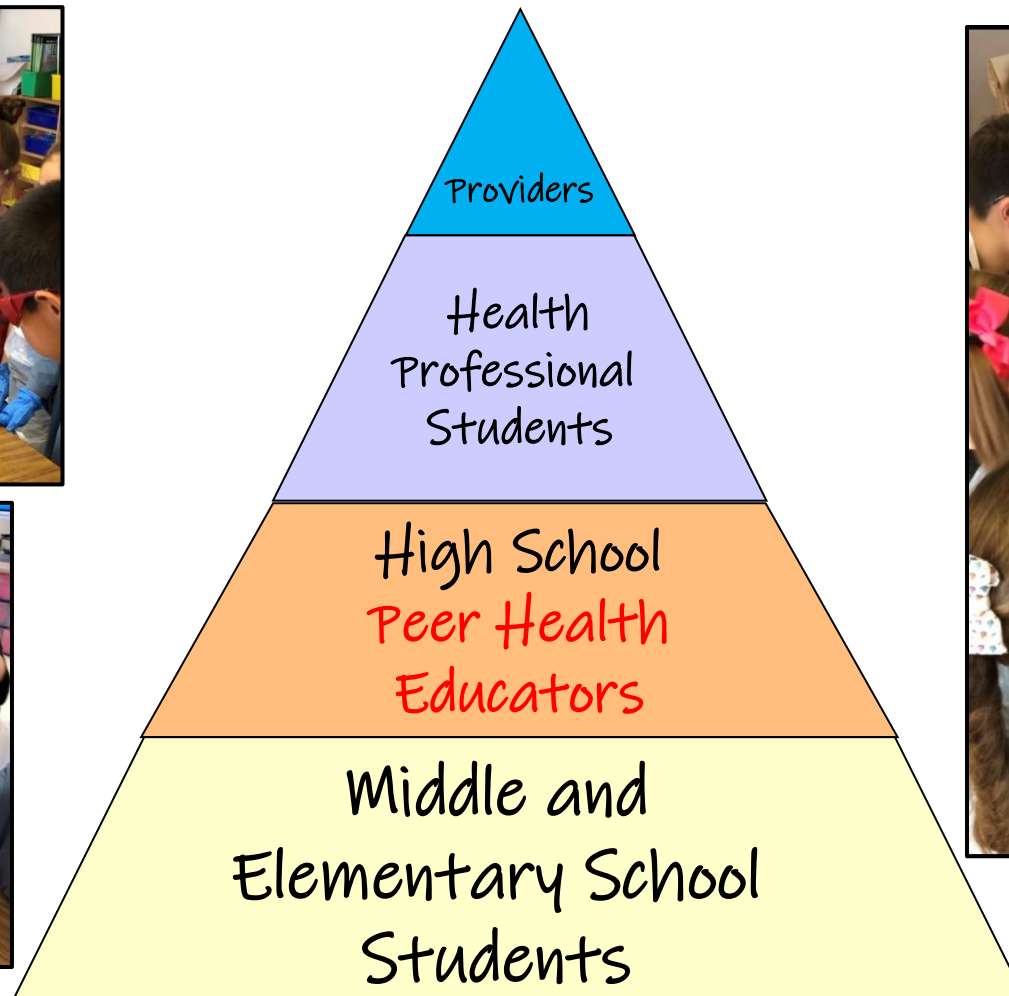 Providers
Health
Professional
Students
High School
Peer Health
Educators
Middle and
Elementary School
Students